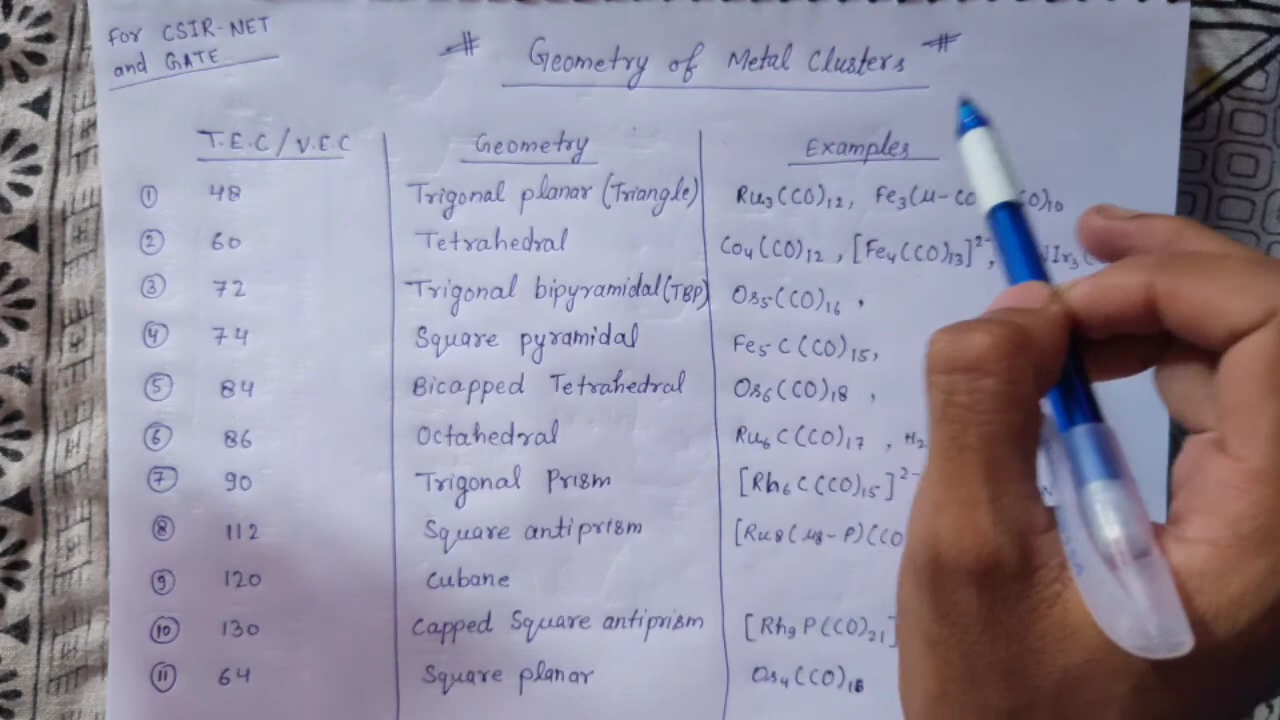 For CSIR-NET
and GATE
# Geometry of Metal Clusters #
T.E.C / V.E.C Geometry Examples
① 48 Trigonal planar (Triangle) Ru3(CO)12, Fe3(μ-CO)10
② 60 Tetrahedral Co4(CO)12, [Fe4(CO)13]2-, Ir3(
③ 72 Trigonal bipyramidal (TBP) Os5(CO)16,
④ 74 Square pyramidal Fe5C(CO)15,
⑤ 84 Bicapped Tetrahedral Os6(CO)18,
⑥ 86 Octahedral Ru6C(CO)17, H2
⑦ 90 Trigonal Prism [Rh6C(CO)15]2-
⑧ 112 Square antiprism [Ru8(μ8-P)(CO
⑨ 120 Cubane
⑩ 130 Capped Square antiprism [Rh9P(CO)21]
⑪ 64 Square planar Os4(CO)16